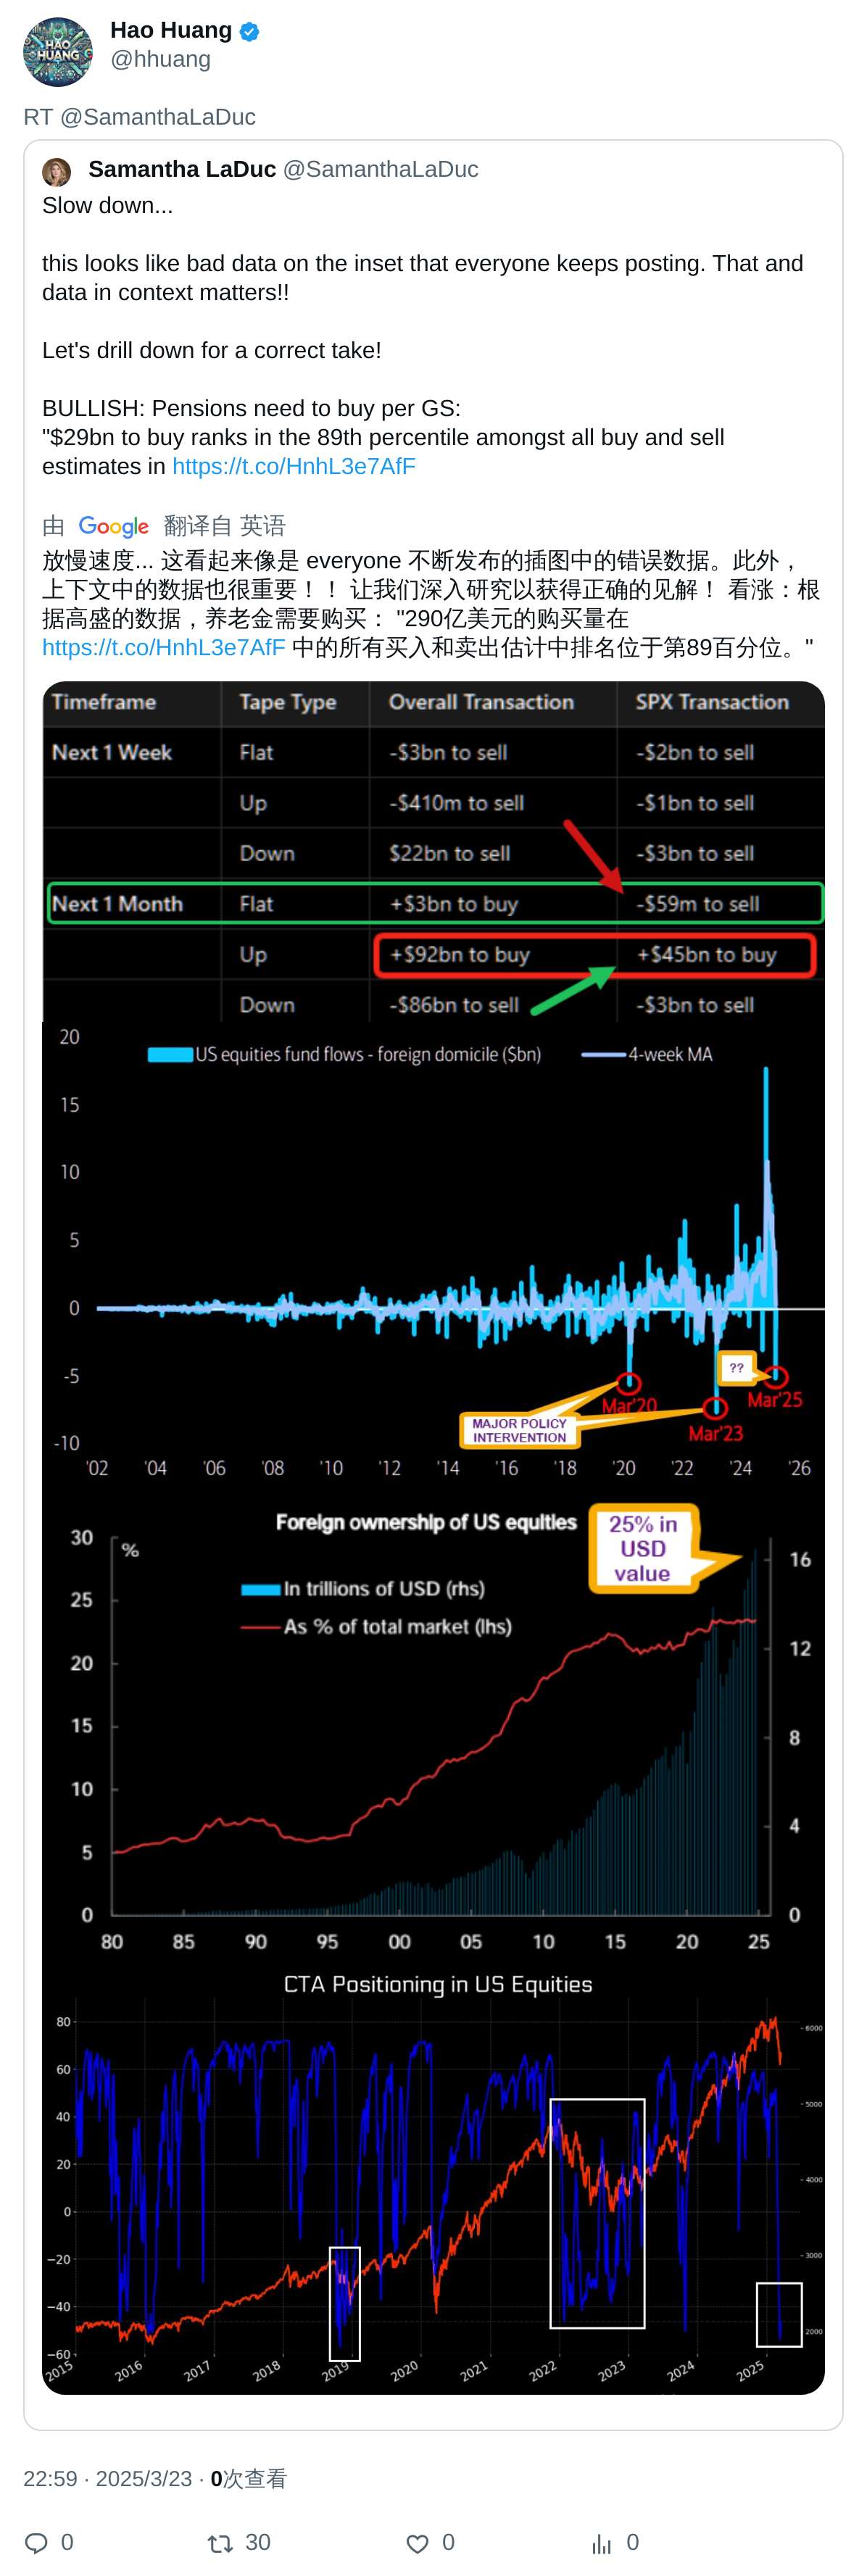 Hao Huang
@hhuang
RT @SamanthaLaDuc
Samantha LaDuc @SamanthaLaDuc
Slow down...
this looks like bad data on the inset that everyone keeps posting. That and
data in context matters!!
Let's drill down for a correct take!
BULLISH: Pensions need to buy per GS:
"$29bn to buy ranks in the 89th percentile amongst all buy and sell
estimates in https://t.co/HnhL3e7AfF
由 Google 翻译自 英语
放慢速度... 这看起来像是 everyone 不断发布的插图中的错误数据。此外，
上下文中的数据也很重要！！ 让我们深入研究以获得正确的见解！ 看涨：根
据高盛的数据，养老金需要购买： "290亿美元的购买量在
https://t.co/HnhL3e7AfF 中的所有买入和卖出估计中排名位于第89百分位。"
Timeframe Tape Type Overall Transaction SPX Transaction
Next 1 Week Flat -$3bn to sell -$2bn to sell
Up -$410m to sell -$1bn to sell
Down $22bn to sell -$3bn to sell
Next 1 Month Flat +$3bn to buy -$59m to sell
Up +$92bn to buy +$45bn to buy
Down -$86bn to sell -$3bn to sell
20
US equities fund flows - foreign domicile ($bn) 4-week MA
15
10
5
0
-5
??
Mar'20 Mar'25
MAJOR POLICY
INTERVENTION
Mar'23
-10
'02 '04 '06 '08 '10 '12 '14 '16 '18 '20 '22 '24 '26
Foreign ownership of US equities
25% in
USD
value
30 % 16
In trillions of USD (rhs)
25
As % of total market (lhs)
12
20
15
8
10
4
5
0 0
80 85 90 95 00 05 10 15 20 25
CTA Positioning in US Equities
80 6000
60
5000
40
20
4000
0
−20 3000
−40
2000
−60
2015 2016 2017 2018 2019 2020 2021 2022 2023 2024 2025
22:59 · 2025/3/23 · 0次查看
0 30 0 0